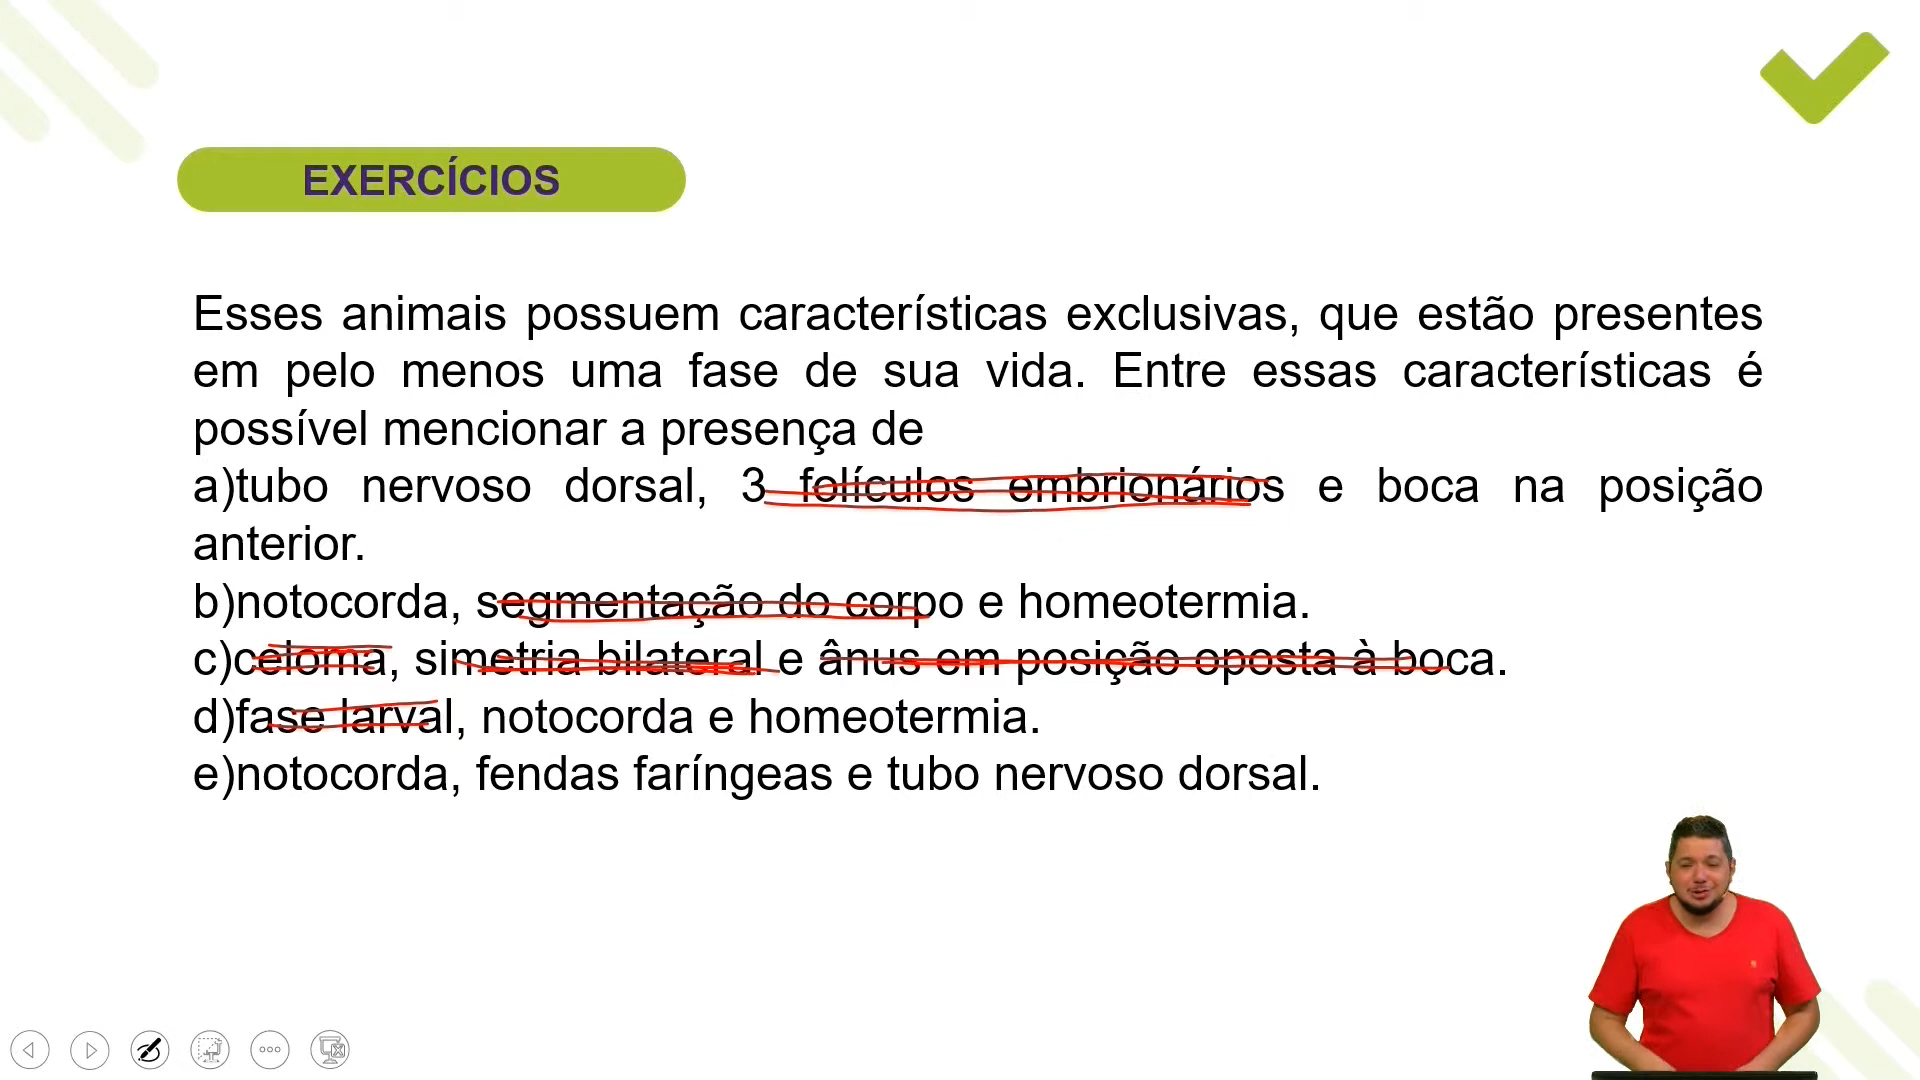 EXERCÍCIOS
Esses animais possuem características exclusivas, que estão presentes
em pelo menos uma fase de sua vida. Entre essas características é
possível mencionar a presença de
a)tubo nervoso dorsal, 3 folículos embrionários e boca na posição
anterior.
b)notocorda, segmentação do corpo e homeotermia.
c)celoma, simetria bilateral e ânus em posição oposta à boca.
d)fase larval, notocorda e homeotermia.
e)notocorda, fendas faríngeas e tubo nervoso dorsal.